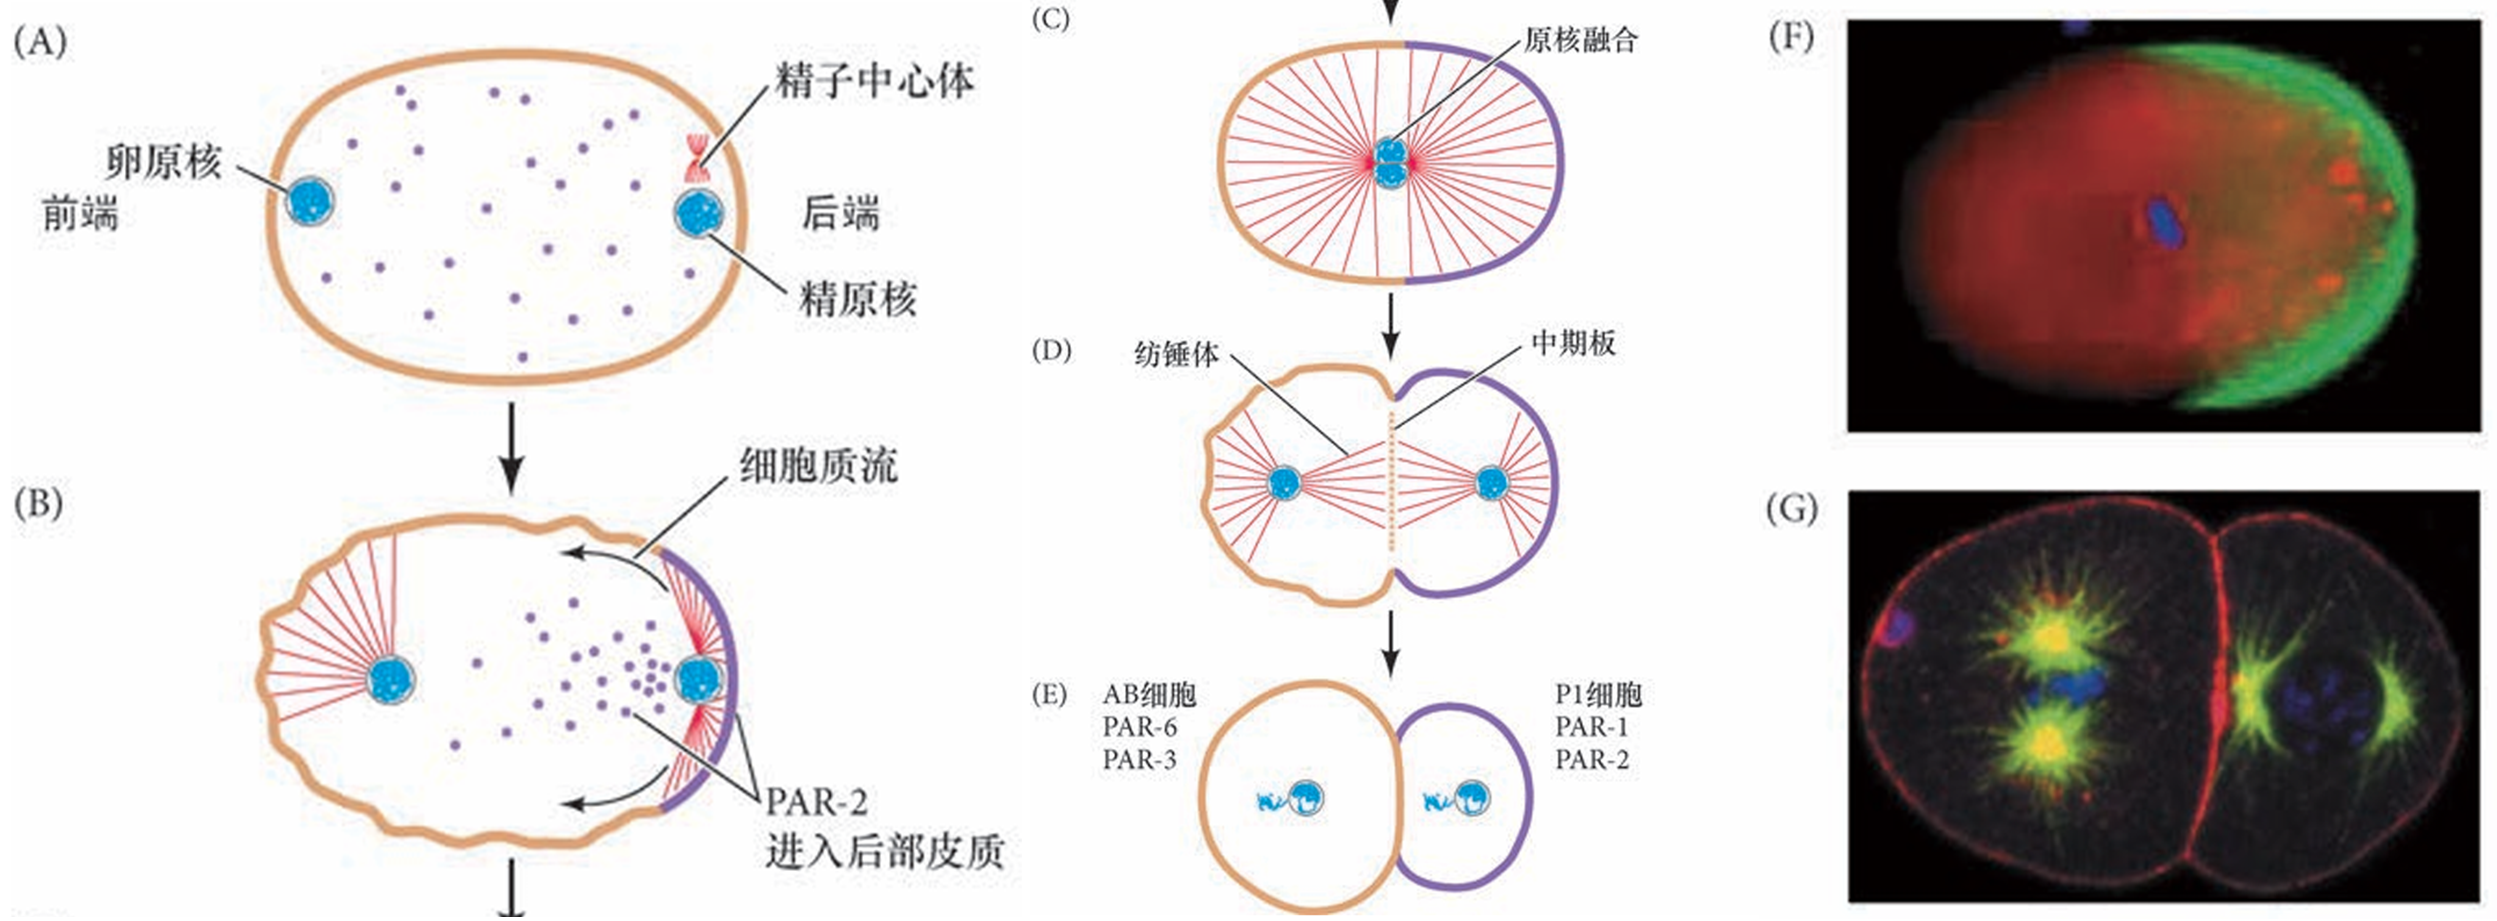 (A)
精子中心体
卵原核
前端
后端
精原核
(B)
细胞质流
PAR-2
进入后部皮质
(C)
原核融合
(D)
纺锤体
中期板
(E)
AB细胞
PAR-6
PAR-3
P1细胞
PAR-1
PAR-2
(F)
(G)